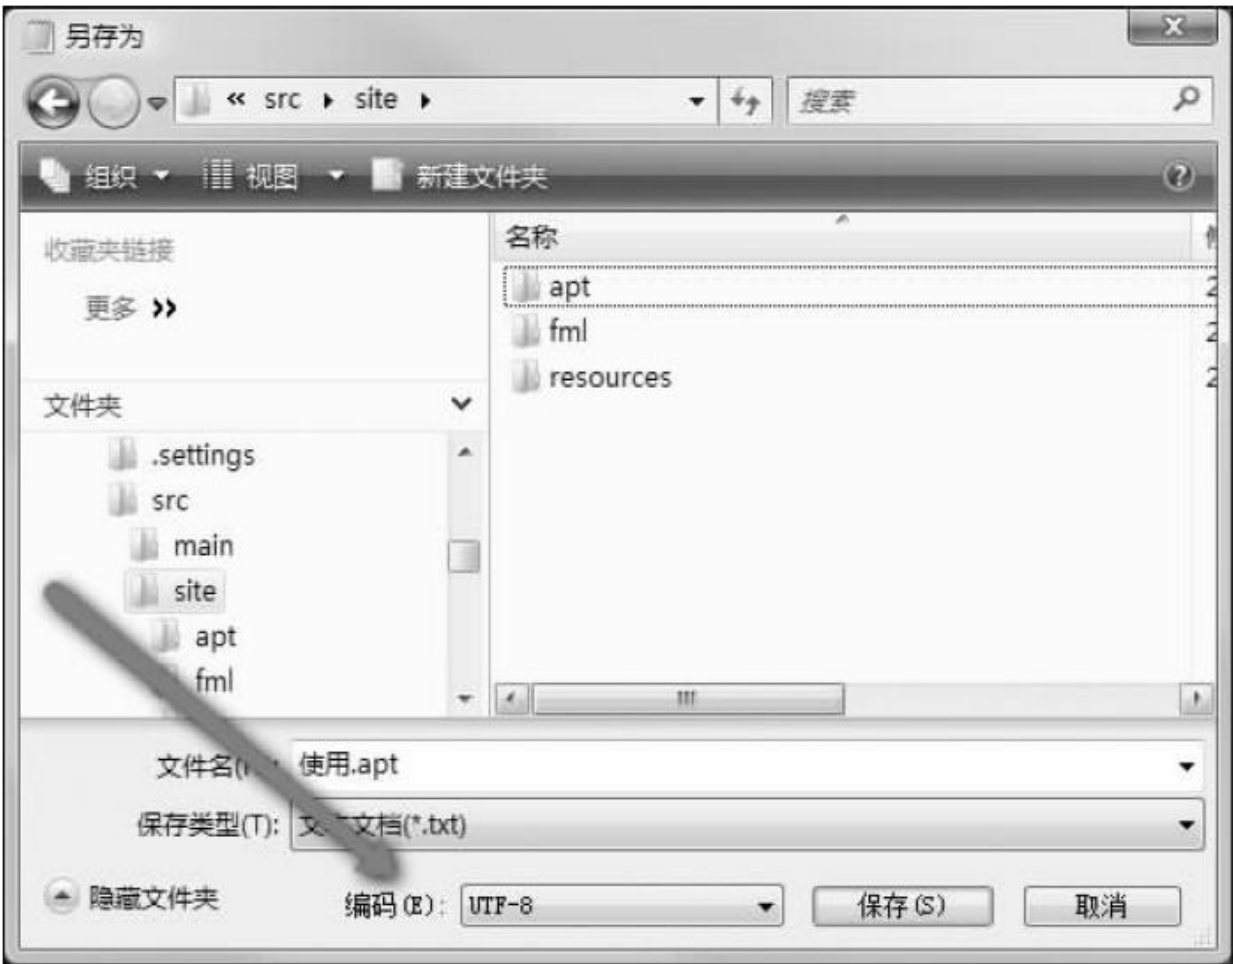 另存为
« src ▸ site ▸
搜索
组织 视图 新建文件夹
收藏夹链接
更多 »
文件夹
.settings
src
main
site
apt
fml
名称
apt
fml
resources
文件名 使用.apt
保存类型(T): 文档(*.txt)
隐藏文件夹
编码(E): UTF-8
保存(S)
取消